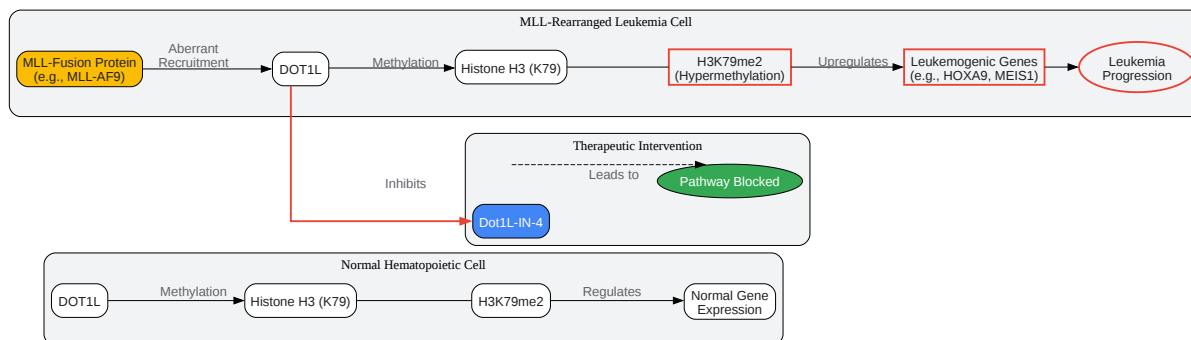 MLL-Rearranged Leukemia Cell
MLL-Fusion Protein
(e.g., MLL-AF9)
Aberrant
Recruitment
DOT1L
Methylation
Histone H3 (K79)
H3K79me2
(Hypermethylation)
Upregulates
Leukemogenic Genes
(e.g., HOXA9, MEIS1)
Leukemia
Progression
Therapeutic Intervention
Leads to
Pathway Blocked
Inhibits
Dot1L-IN-4
Normal Hematopoietic Cell
DOT1L
Methylation
Histone H3 (K79)
H3K79me2
Regulates
Normal Gene
Expression